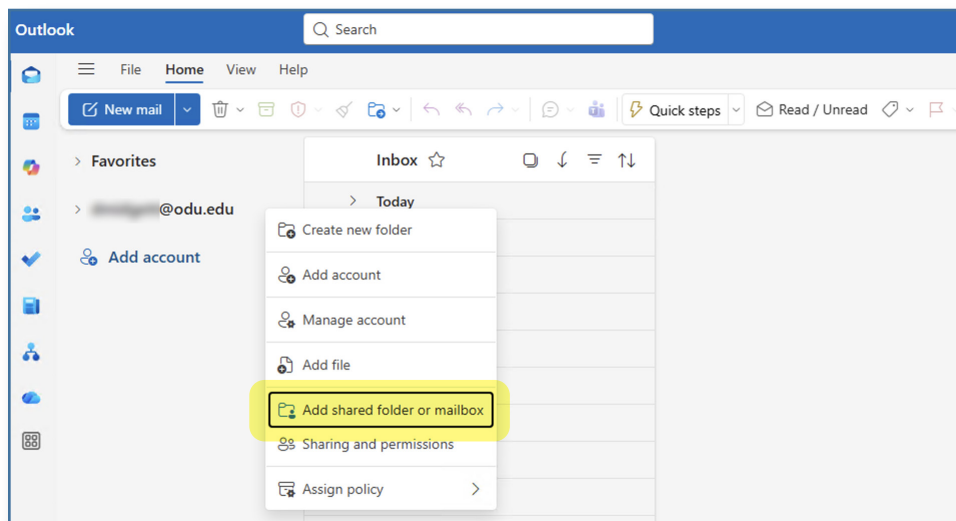 Outlook
Search
File Home View Help
New mail Quick steps Read / Unread
Favorites
Inbox
Today
@odu.edu
Add account
Create new folder
Add account
Manage account
Add file
Add shared folder or mailbox
Sharing and permissions
Assign policy